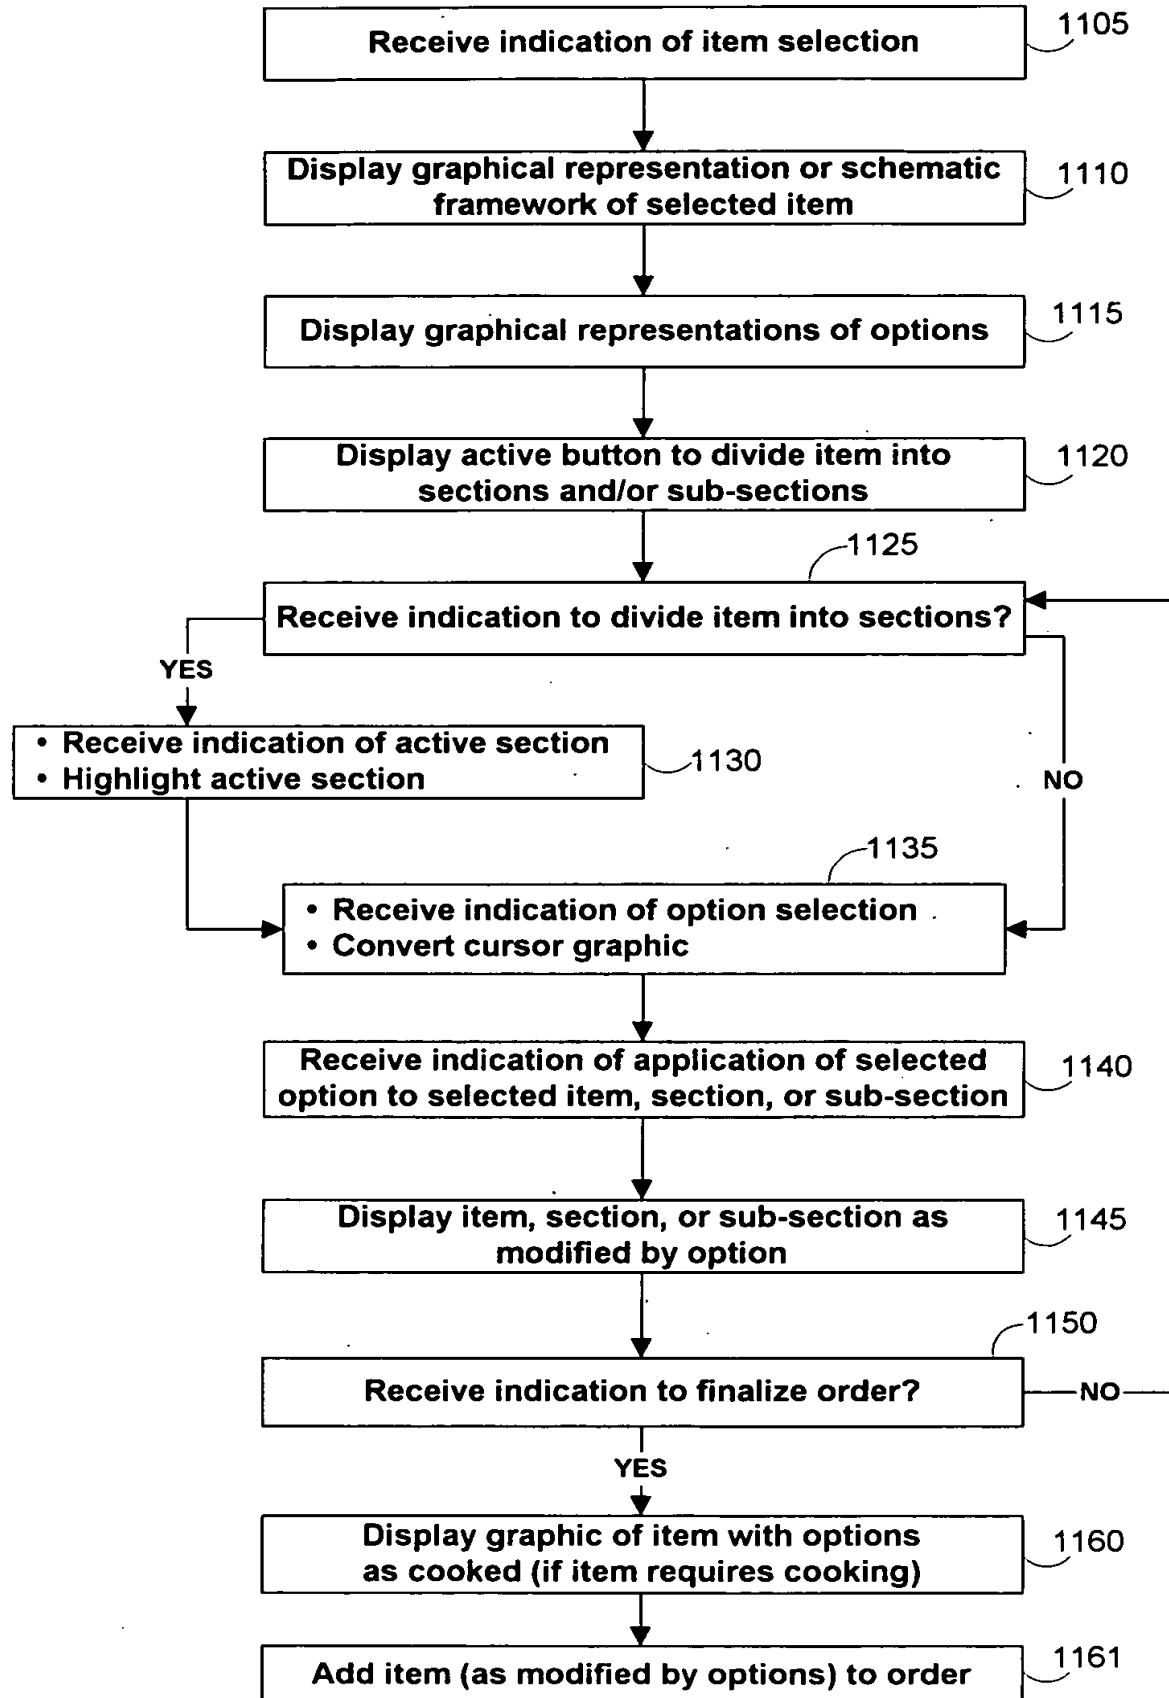 Receive indication of item selection
1105
Display graphical representation or schematic
framework of selected item
1110
Display graphical representations of options
1115
Display active button to divide item into
sections and/or sub-sections
1120
1125
Receive indication to divide item into sections?
YES
• Receive indication of active section
• Highlight active section
1130
NO
1135
• Receive indication of option selection
• Convert cursor graphic
Receive indication of application of selected
option to selected item, section, or sub-section
1140
Display item, section, or sub-section as
modified by option
1145
1150
Receive indication to finalize order?
NO
YES
Display graphic of item with options
as cooked (if item requires cooking)
1160
Add item (as modified by options) to order
1161